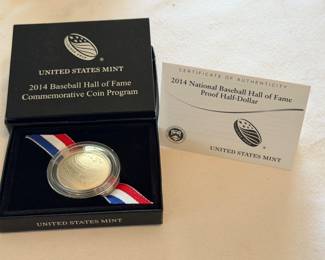 UNITED STATES MINT
2014 Baseball Hall of Fame
Commemorative Coin Program
CERTIFICATE OF AUTHENTICITY
2014 National Baseball Hall of Fame
Proof Half-Dollar
UNITED STATES MINT
UNITED STATES MINT